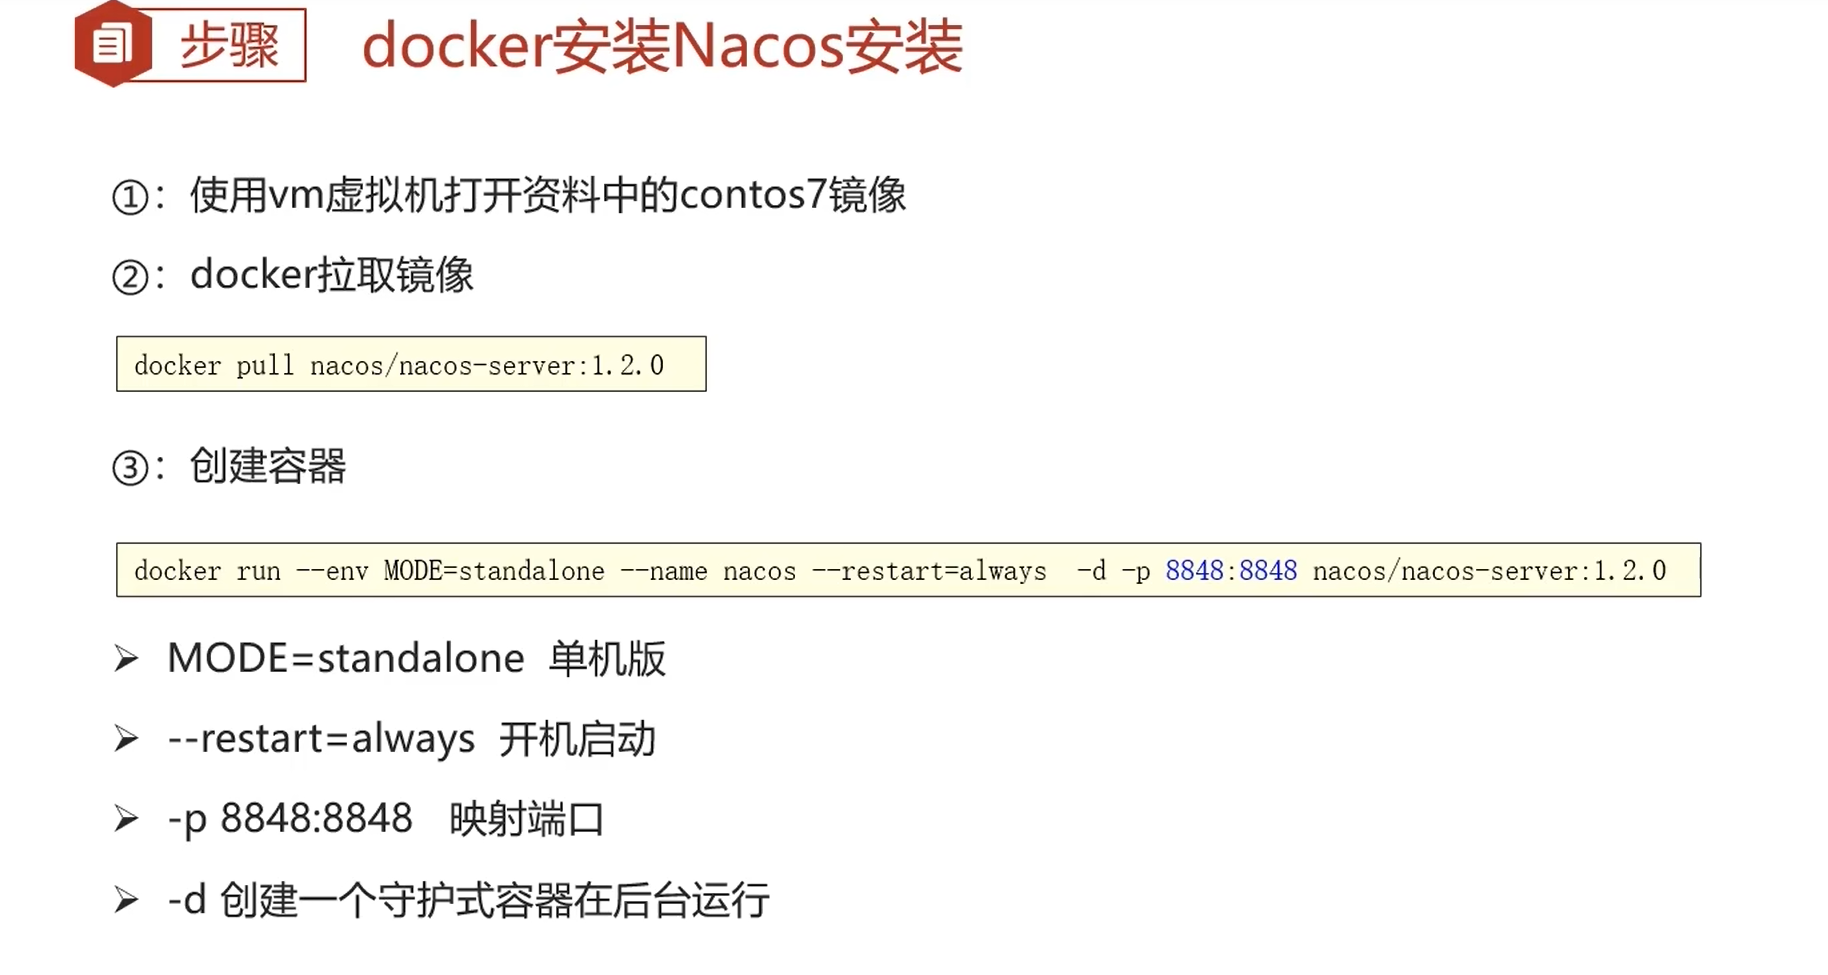 步骤
docker安装Nacos安装
①：使用vm虚拟机打开资料中的contos7镜像
②：docker拉取镜像
docker pull nacos/nacos-server:1.2.0
③：创建容器
docker run --env MODE=standalone --name nacos --restart=always  -d -p 8848:8848 nacos/nacos-server:1.2.0
➢ MODE=standalone 单机版
➢ --restart=always 开机启动
➢ -p 8848:8848 映射端口
➢ -d 创建一个守护式容器在后台运行